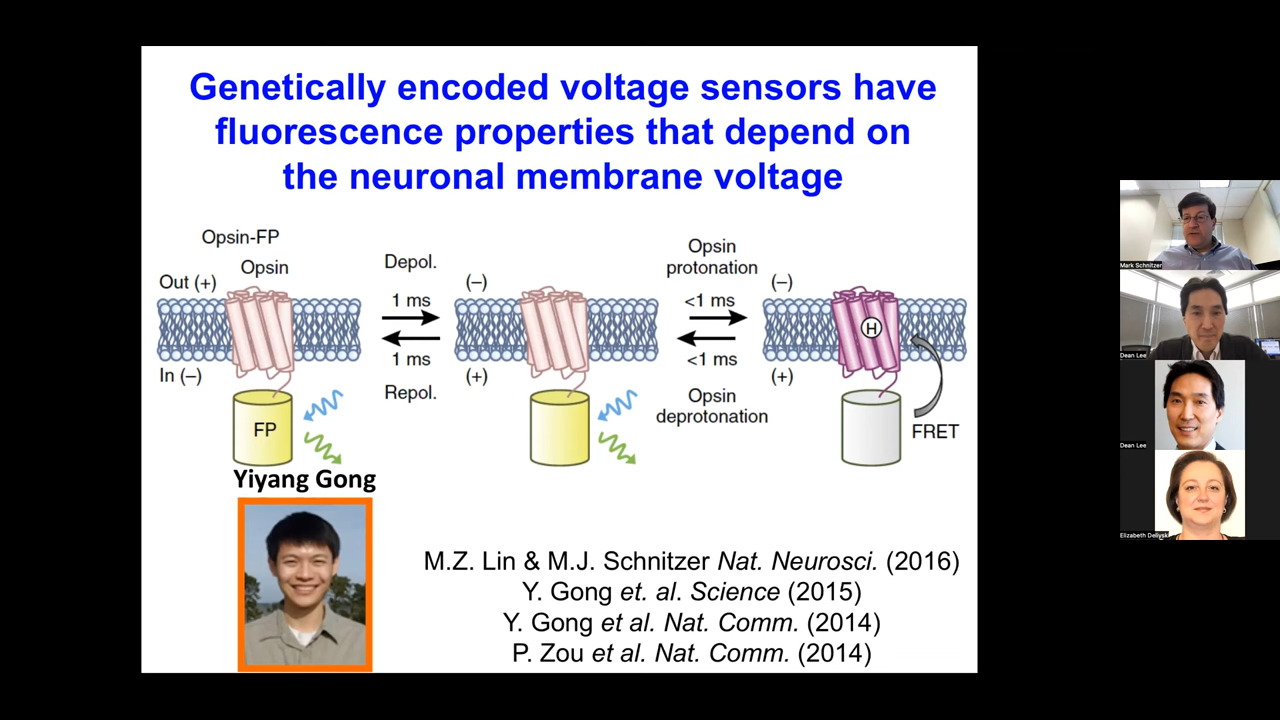 Genetically encoded voltage sensors have
fluorescence properties that depend on
the neuronal membrane voltage
Opsin-FP
Opsin
Out (+)
In (–)
FP
Depol.
1 ms
1 ms
Repol.
(–)
(+)
Opsin
protonation
<1 ms
<1 ms
Opsin
deprotonation
(–)
H
(+)
FRET
Yiyang Gong
M.Z. Lin & M.J. Schnitzer Nat. Neurosci. (2016)
Y. Gong et. al. Science (2015)
Y. Gong et al. Nat. Comm. (2014)
P. Zou et al. Nat. Comm. (2014)
Mark Schnitzer
Dean Lee
Dean Lee
Elizabeth